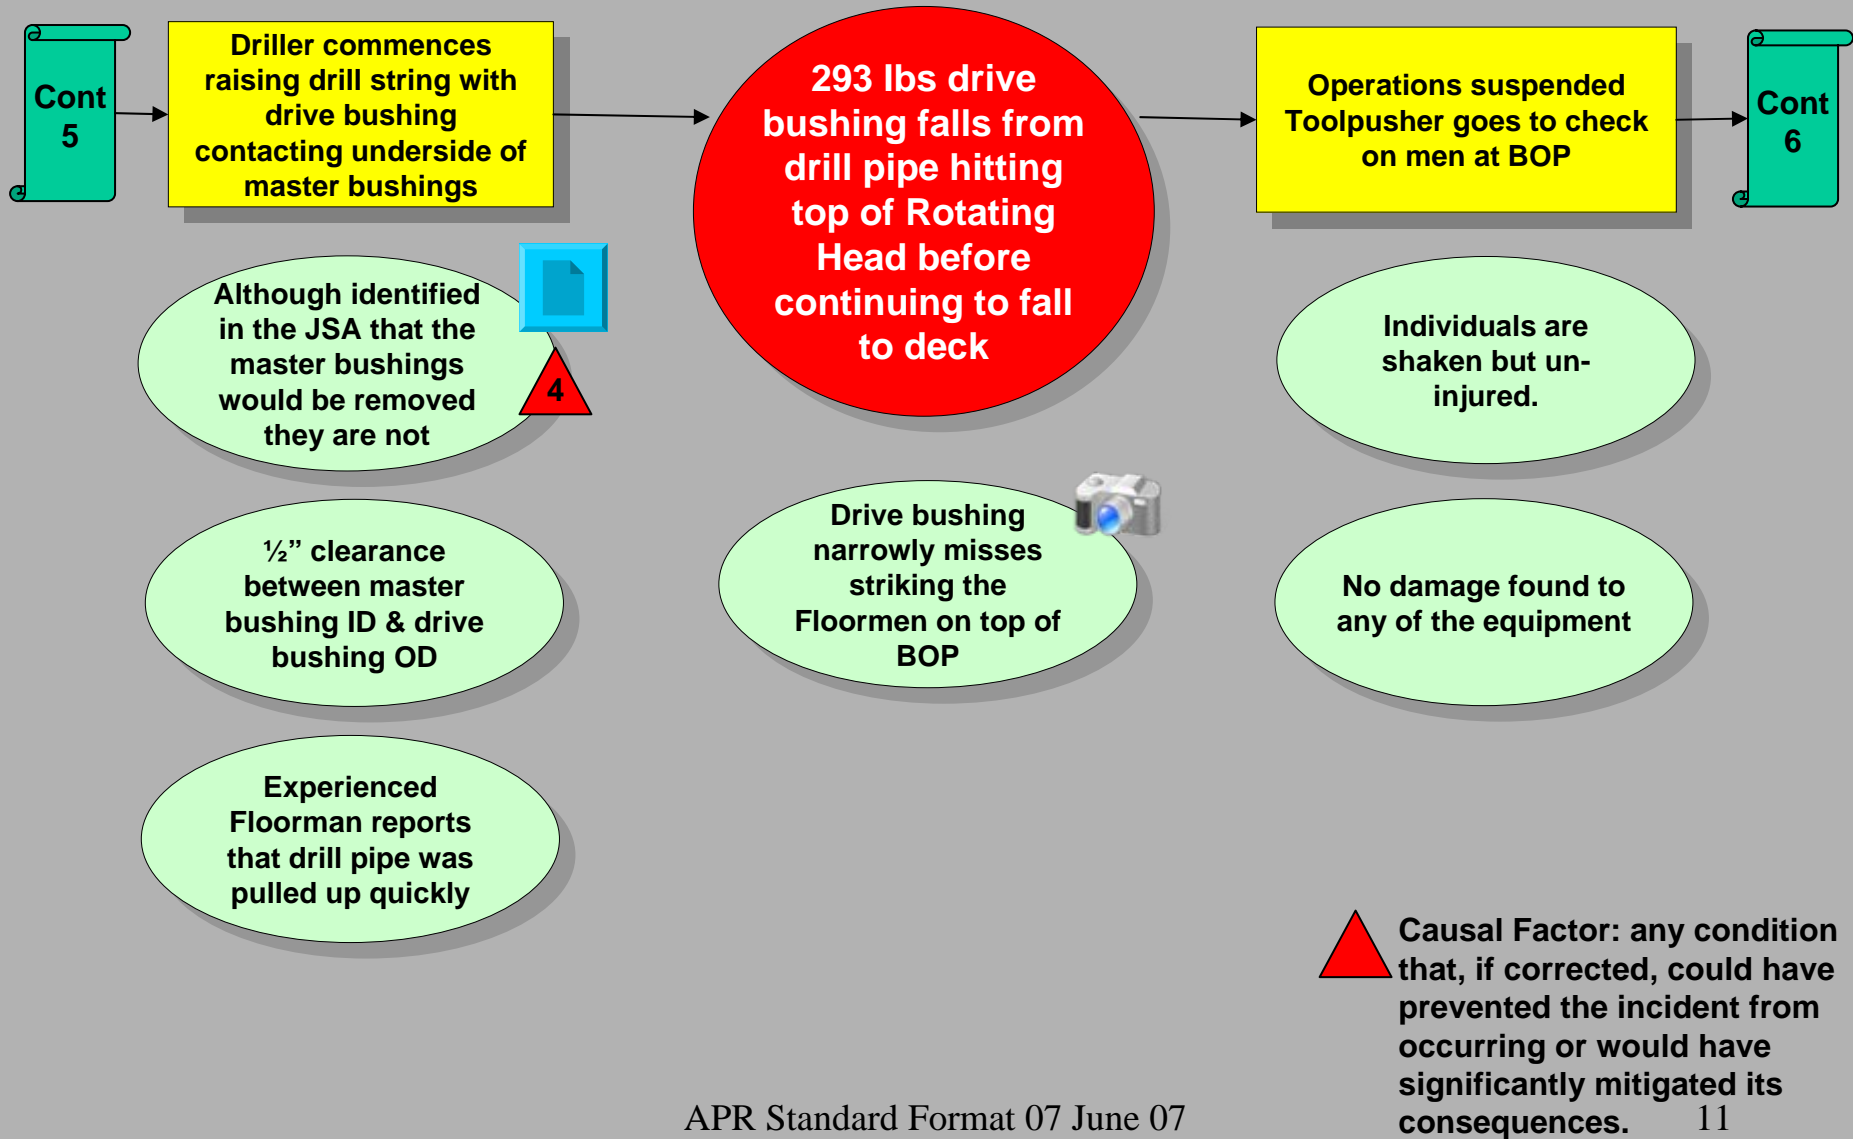 Cont
5
Driller commences
raising drill string with
drive bushing
contacting underside of
master bushings
293 lbs drive
bushing falls from
drill pipe hitting
top of Rotating
Head before
continuing to fall
to deck
Operations suspended
Toolpusher goes to check
on men at BOP
Cont
6
Although identified
in the JSA that the
master bushings
would be removed
they are not
4
½” clearance
between master
bushing ID & drive
bushing OD
Experienced
Floorman reports
that drill pipe was
pulled up quickly
Drive bushing
narrowly misses
striking the
Floormen on top of
BOP
Individuals are
shaken but un-
injured.
No damage found to
any of the equipment
Causal Factor: any condition
that, if corrected, could have
prevented the incident from
occurring or would have
significantly mitigated its
consequences.
APR Standard Format 07 June 07
11